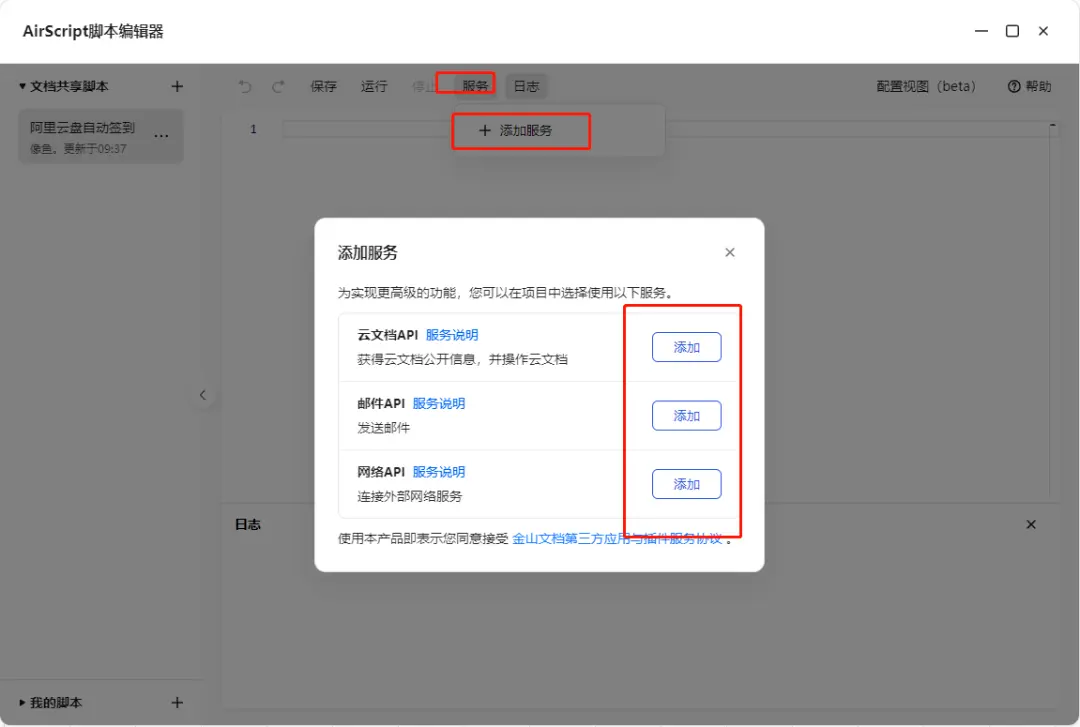 AirScript脚本编辑器
文档共享脚本
保存 运行 停止 服务 日志 配置视图（beta） 帮助
阿里云盘自动签到 ...
像鱼。更新于09:37
1
添加服务
添加服务
为实现更高级的功能，您可以在项目中选择使用以下服务。
云文档API 服务说明
获得云文档公开信息，并操作云文档
添加
邮件API 服务说明
发送邮件
添加
网络API 服务说明
连接外部网络服务
添加
使用本产品即表示您同意接受 金山文档第三方应用与插件服务协议 。
日志
我的脚本